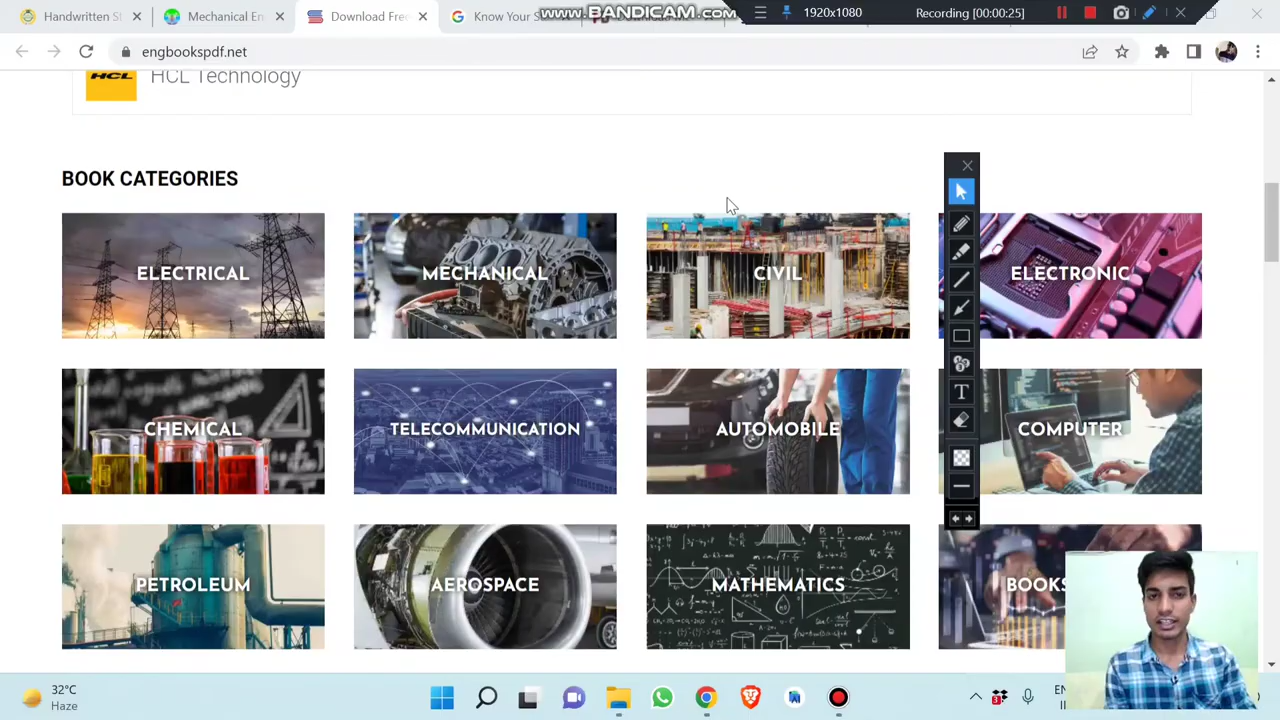 Handwritten S
Mechanical En
Download Free
Know Your S
WWW.BANDICAM.COM
1920x1080
Recording [00:00:25]
engbookspdf.net
HCL
HCL Technology
BOOK CATEGORIES
ELECTRICAL
MECHANICAL
CIVIL
ELECTRONIC
CHEMICAL
TELECOMMUNICATION
AUTOMOBILE
COMPUTER
PETROLEUM
AEROSPACE
MATHEMATICS
BOOKS
T
32°C
Haze
EN